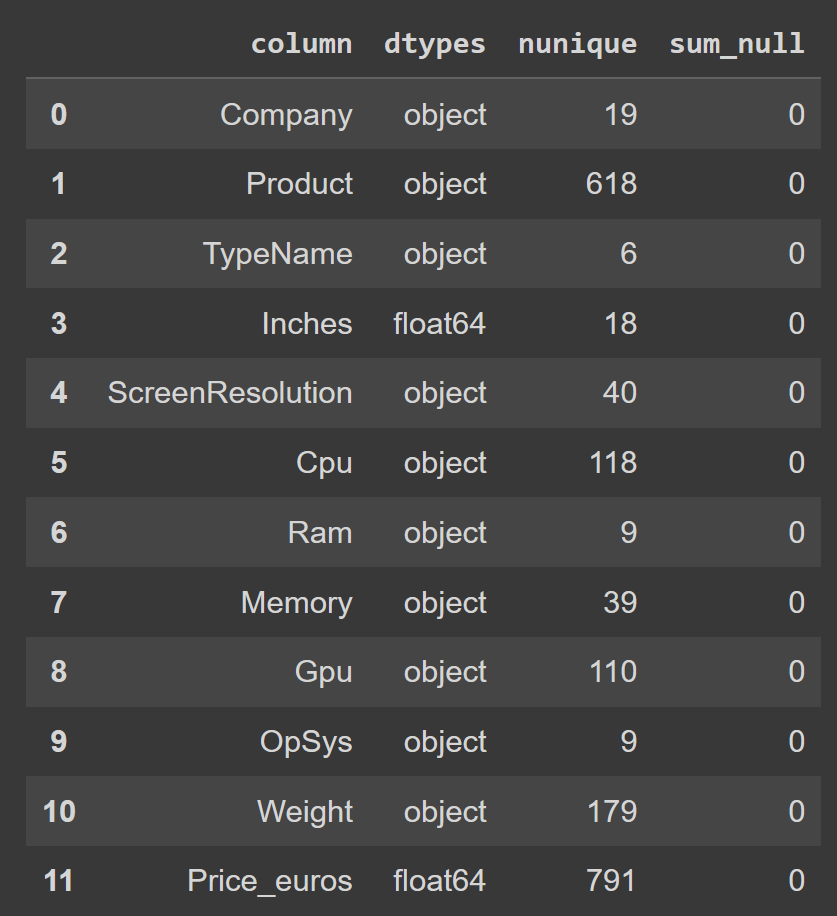 column dtypes nunique sum_null
0 Company object 19 0
1 Product object 618 0
2 TypeName object 6 0
3 Inches float64 18 0
4 ScreenResolution object 40 0
5 Cpu object 118 0
6 Ram object 9 0
7 Memory object 39 0
8 Gpu object 110 0
9 OpSys object 9 0
10 Weight object 179 0
11 Price_euros float64 791 0